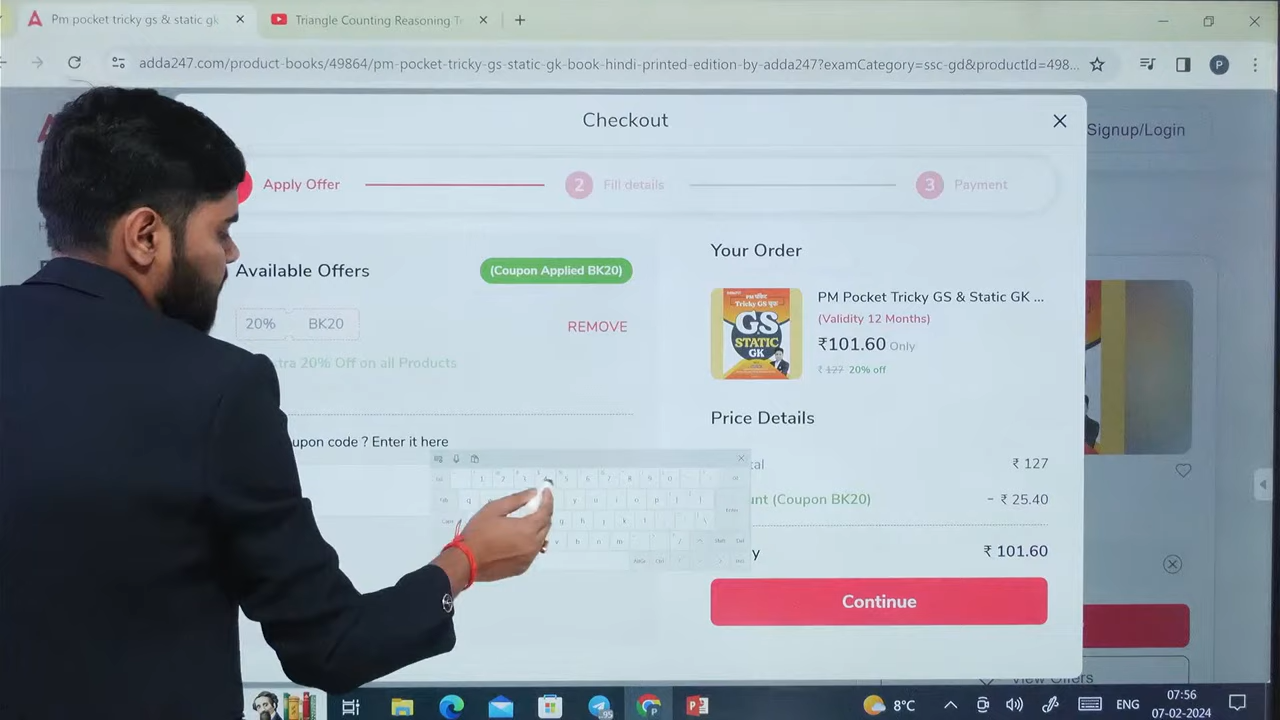 Pm pocket tricky gs & static gk
Triangle Counting Reasoning T
adda247.com/product-books/49864/pm-pocket-tricky-gs-static-gk-book-hindi-printed-edition-by-adda247?examCategory=ssc-gd&productId=498...
P
Checkout
Signup/Login
Apply Offer
2
Fill details
3
Payment
Available Offers
(Coupon Applied BK20)
20%
BK20
REMOVE
tra 20% Off on all Products
upon code ? Enter it here
Your Order
PM Pocket Tricky GS & Static GK ...
(Validity 12 Months)
₹101.60 Only
₹ 127 20% off
GS
STATIC
GK
Price Details
tal
₹ 127
unt (Coupon BK20)
- ₹ 25.40
y
₹ 101.60
Continue
View Offers
8°C
ENG
07:56
07-02-2024